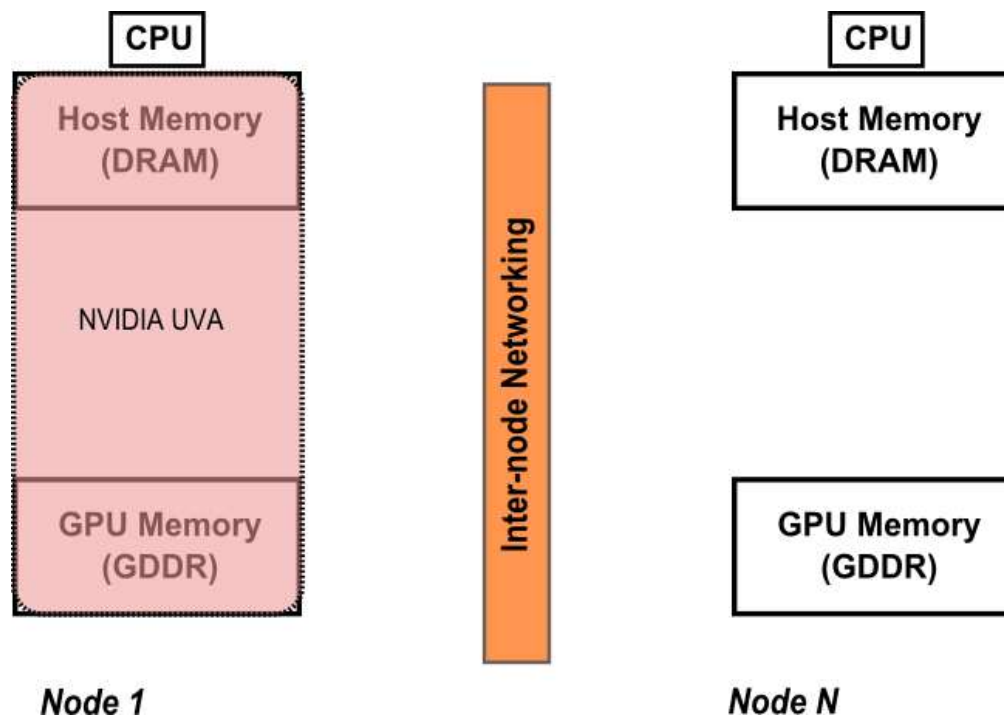 CPU
Host Memory
(DRAM)
NVIDIA UVA
GPU Memory
(GDDR)
Node 1
Inter-node Networking
CPU
Host Memory
(DRAM)
GPU Memory
(GDDR)
Node N